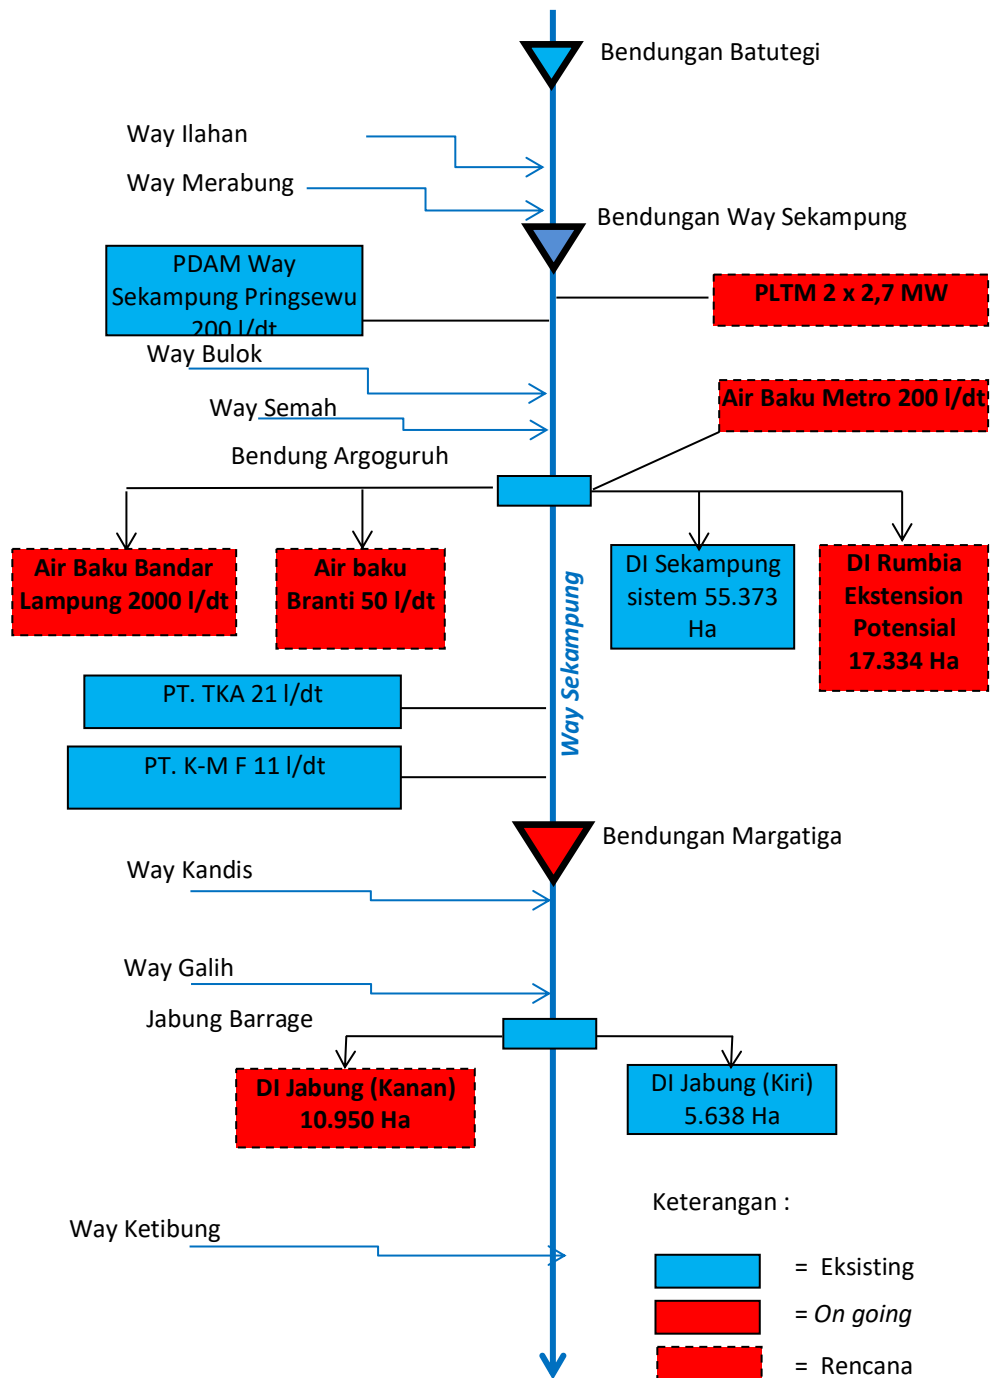 Bendungan Batutegi
Way Ilahan
Way Merabung
Bendungan Way Sekampung
PDAM Way
Sekampung Pringsewu
200 l/dt
PLTM 2 x 2,7 MW
Way Bulok
Air Baku Metro 200 l/dt
Way Semah
Bendung Argoguruh
Air Baku Bandar
Lampung 2000 l/dt
Air baku
Branti 50 l/dt
DI Sekampung
sistem 55.373
Ha
DI Rumbia
Ekstension
Potensial
17.334 Ha
Way Sekampung
PT. TKA 21 l/dt
PT. K-M F 11 l/dt
Bendungan Margatiga
Way Kandis
Way Galih
Jabung Barrage
DI Jabung (Kanan)
10.950 Ha
DI Jabung (Kiri)
5.638 Ha
Way Ketibung
Keterangan :
= Eksisting
= On going
= Rencana